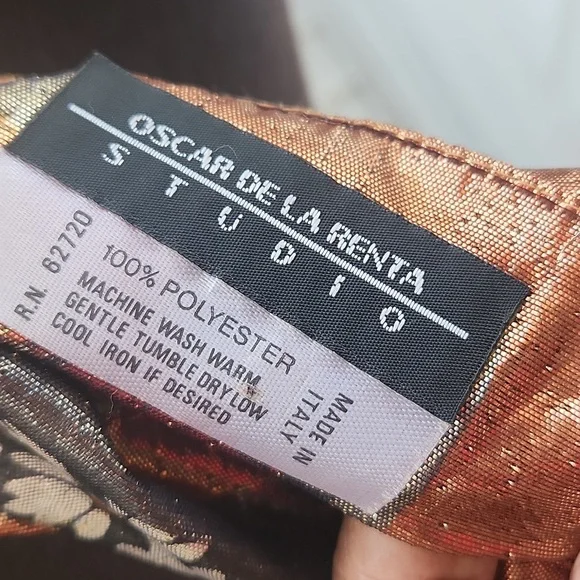 OSCAR DE LA RENTA
STUDIO
R.N. 62720
100% POLYESTER
MACHINE WASH WARM
GENTLE TUMBLE DRY LOW
COOL IRON IF DESIRED
MADE IN
ITALY